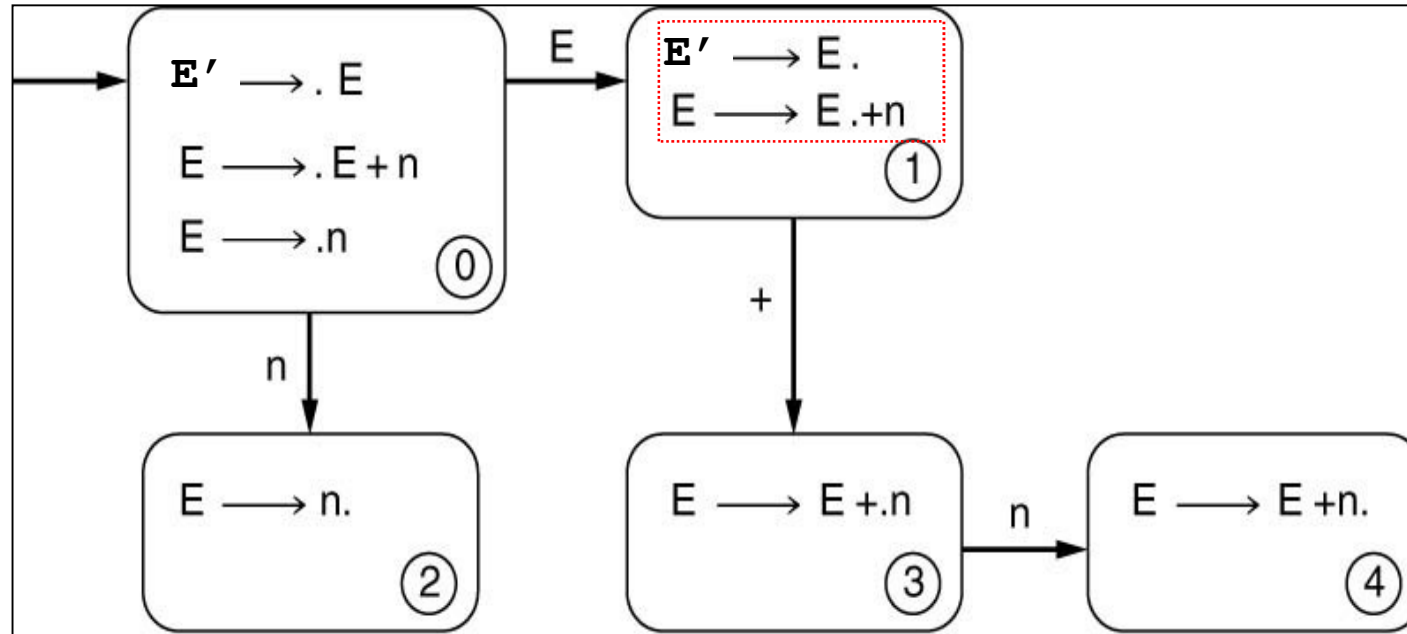 E' ⟶ . E
E ⟶ . E + n
E ⟶ .n
0
E
E' ⟶ E .
E ⟶ E .+n
1
n
+
E ⟶ n.
2
E ⟶ E +.n
3
n
E ⟶ E +n.
4